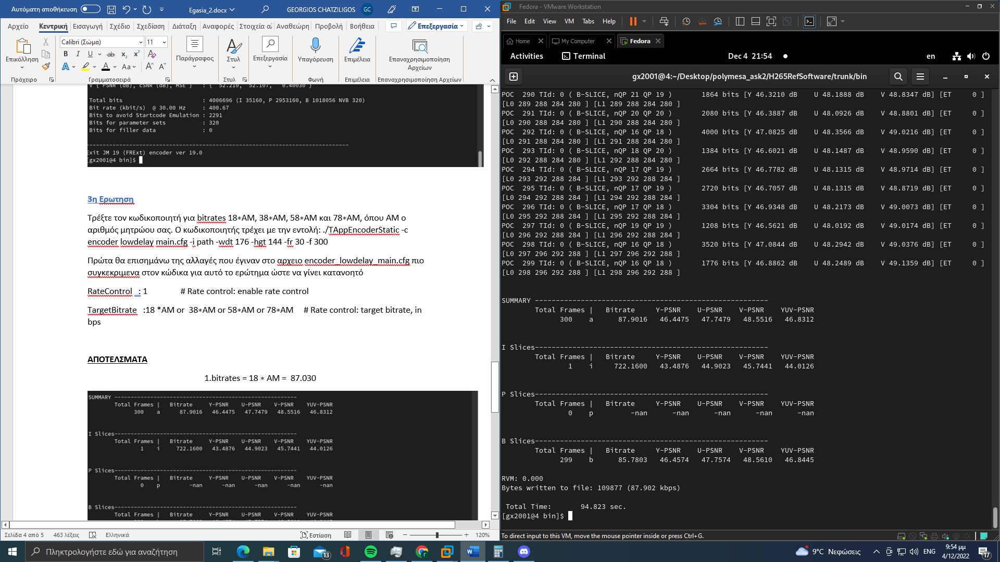 Αυτόματη αποθήκευση
Egasia_2.docx
GEORGIOS CHATZILIGOS
GC
Αρχείο Κεντρική Εισαγωγή Σχέδιο Σχεδίαση Διάταξη Αναφορές Στοιχεία Αναθεώρη Προβολή Βοήθεια Επεξεργασία
Επικόλληση
Calibri (Σώμα) 11
B I U ab x₂ x² A
A A Aa A A
Παράγραφος Στυλ Επεξεργασία Υπαγόρευση Επιμέλεια Επαναχρησιμοποίηση
Αρχείων
Πρόχειρο Γραμματοσειρά Στυλ Φωνή Επιμέλεια Επαναχρησιμοποίηση Αρχείων
V { PSNR (dB), cSNR (dB), MSE } : { 52.210, 52.107, 0.40030 }
Total bits : 4006696 (I 35160, P 2953160, B 1018056 NVB 320)
Bit rate (kbit/s) @ 30.00 Hz : 400.67
Bits to avoid Startcode Emulation : 2291
Bits for parameter sets : 320
Bits for filler data : 0
-------------------------------------------------------------------------------
Exit JM 19 (FRExt) encoder ver 19.0
[gx2001@4 bin]$
3η Ερωτηση
Τρέξτε τον κωδικοποιητή για bitrates 18∗AM, 38∗AM, 58∗AM και 78∗AM, όπου AM ο
αριθμός μητρώου σας. Ο κωδικοποιητής τρέχει με την εντολή: ./TAppEncoderStatic -c
encoder lowdelay main.cfg -i path -wdt 176 -hgt 144 -fr 30 -f 300
Πρώτα θα επισημάνω της αλλαγές που έγιναν στο αρχειο encoder_lowdelay_main.cfg πιο
συγκεκριμενα στον κώδικα για αυτό το ερώτημα ώστε να γίνει κατανοητό
RateControl : 1 # Rate control: enable rate control
TargetBitrate :18 *AM or 38∗AM or 58∗AM or 78∗AM # Rate control: target bitrate, in
bps
ΑΠΟΤΕΛΣΜΑΤΑ
1.bitrates = 18 ∗ AM = 87.030
SUMMARY --------------------------------------------------------
Total Frames | Bitrate Y-PSNR U-PSNR V-PSNR YUV-PSNR
300 a 87.9016 46.4475 47.7479 48.5516 46.8312
I Slices--------------------------------------------------------
Total Frames | Bitrate Y-PSNR U-PSNR V-PSNR YUV-PSNR
1 i 722.1600 43.4876 44.9023 45.7441 44.0126
P Slices--------------------------------------------------------
Total Frames | Bitrate Y-PSNR U-PSNR V-PSNR YUV-PSNR
0 p -nan -nan -nan -nan -nan
B Slices--------------------------------------------------------
Total Frames | Bitrate Y-PSNR U-PSNR V-PSNR YUV-PSNR
Σελίδα 4 από 5 463 λέξεις Ελληνικά Εστίαση 120%
Fedora - VMware Workstation
File Edit View VM Tabs Help
Home My Computer Fedora
Activities Terminal Dec 4 21:54 en
gx2001@4:~/Desktop/polymesa_ask2/H265RefSoftware/trunk/bin
POC 290 TId: 0 ( B-SLICE, nQP 21 QP 19 ) 1864 bits [Y 46.3210 dB U 48.1888 dB V 48.8347 dB] [ET 0 ]
[L0 289 288 284 280 ] [L1 289 288 284 280 ]
POC 291 TId: 0 ( B-SLICE, nQP 20 QP 20 ) 2080 bits [Y 46.3887 dB U 48.0926 dB V 48.8801 dB] [ET 0 ]
[L0 290 288 284 280 ] [L1 290 288 284 280 ]
POC 292 TId: 0 ( B-SLICE, nQP 16 QP 18 ) 4000 bits [Y 47.0825 dB U 48.3566 dB V 49.0216 dB] [ET 0 ]
[L0 291 288 284 280 ] [L1 291 288 284 280 ]
POC 293 TId: 0 ( B-SLICE, nQP 18 QP 20 ) 1384 bits [Y 46.6021 dB U 48.1487 dB V 48.9590 dB] [ET 0 ]
[L0 292 288 284 280 ] [L1 292 288 284 280 ]
POC 294 TId: 0 ( B-SLICE, nQP 17 QP 19 ) 2664 bits [Y 46.7782 dB U 48.1315 dB V 48.9714 dB] [ET 0 ]
[L0 293 292 288 284 ] [L1 293 292 288 284 ]
POC 295 TId: 0 ( B-SLICE, nQP 17 QP 19 ) 2720 bits [Y 46.7057 dB U 48.1315 dB V 48.8719 dB] [ET 0 ]
[L0 294 292 288 284 ] [L1 294 292 288 284 ]
POC 296 TId: 0 ( B-SLICE, nQP 17 QP 18 ) 3304 bits [Y 46.9348 dB U 48.2173 dB V 49.0073 dB] [ET 0 ]
[L0 295 292 288 284 ] [L1 295 292 288 284 ]
POC 297 TId: 0 ( B-SLICE, nQP 19 QP 19 ) 1208 bits [Y 46.5621 dB U 48.0192 dB V 49.0174 dB] [ET 0 ]
[L0 296 292 288 284 ] [L1 296 292 288 284 ]
POC 298 TId: 0 ( B-SLICE, nQP 16 QP 18 ) 3520 bits [Y 47.0844 dB U 48.2942 dB V 49.0376 dB] [ET 0 ]
[L0 297 296 292 288 ] [L1 297 296 292 288 ]
POC 299 TId: 0 ( B-SLICE, nQP 16 QP 18 ) 1776 bits [Y 46.8862 dB U 48.2489 dB V 49.1359 dB] [ET 0 ]
[L0 298 296 292 288 ] [L1 298 296 292 288 ]
SUMMARY --------------------------------------------------------
Total Frames | Bitrate Y-PSNR U-PSNR V-PSNR YUV-PSNR
300 a 87.9016 46.4475 47.7479 48.5516 46.8312
I Slices--------------------------------------------------------
Total Frames | Bitrate Y-PSNR U-PSNR V-PSNR YUV-PSNR
1 i 722.1600 43.4876 44.9023 45.7441 44.0126
P Slices--------------------------------------------------------
Total Frames | Bitrate Y-PSNR U-PSNR V-PSNR YUV-PSNR
0 p -nan -nan -nan -nan -nan
B Slices--------------------------------------------------------
Total Frames | Bitrate Y-PSNR U-PSNR V-PSNR YUV-PSNR
299 b 85.7803 46.4574 47.7574 48.5610 46.8445
RVM: 0.000
Bytes written to file: 109877 (87.902 kbps)
Total Time: 94.823 sec.
[gx2001@4 bin]$
To direct input to this VM, move the mouse pointer inside or press Ctrl+G.
Πληκτρολογήστε εδώ για αναζήτηση
13
9°C Νεφώσεις ENG 9:54 μμ
4/12/2022
17